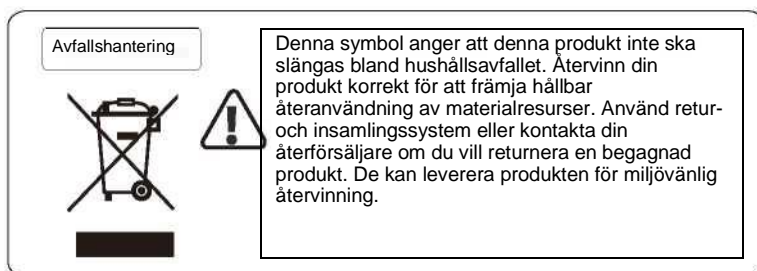 Avfallshantering
Denna symbol anger att denna produkt inte ska
slängas bland hushållsavfallet. Återvinn din
produkt korrekt för att främja hållbar
återanvändning av materialresurser. Använd retur-
och insamlingssystem eller kontakta din
återförsäljare om du vill returnera en begagnad
produkt. De kan leverera produkten för miljövänlig
återvinning.